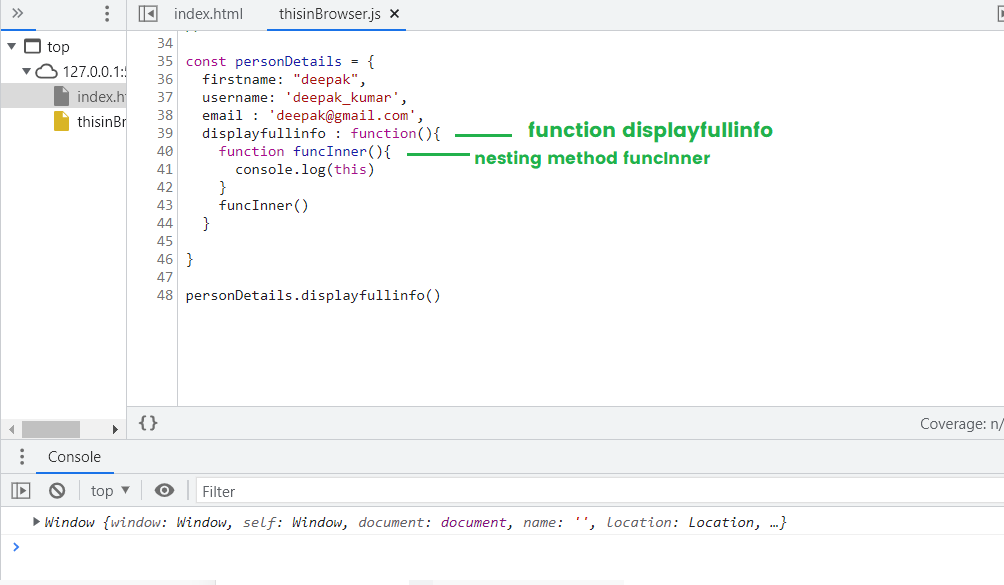 index.html thisinBrowser.js
top
127.0.0.1:
index.h
thisinBr
34
35 const personDetails = {
36 firstname: "deepak",
37 username: 'deepak_kumar',
38 email : 'deepak@gmail.com',
39 displayfullinfo : function(){ function displayfullinfo
40 function funcInner(){ nesting method funcInner
41 console.log(this)
42 }
43 funcInner()
44 }
45
46 }
47
48 personDetails.displayfullinfo()
{} Coverage: n/
Console
top Filter
Window {window: Window, self: Window, document: document, name: '', location: Location, …}